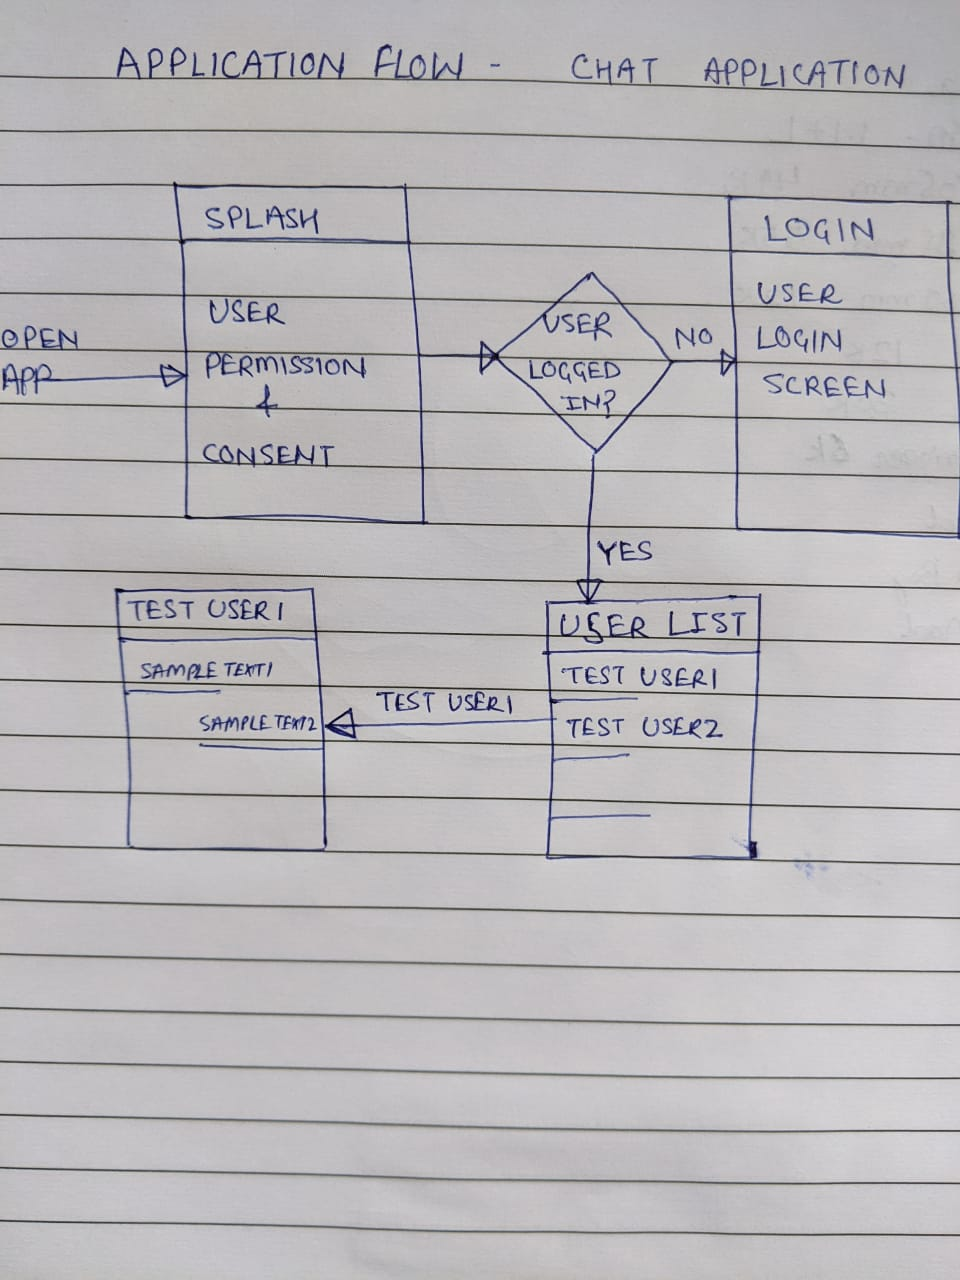 APPLICATION FLOW - CHAT APPLICATION
SPLASH
USER
PERMISSION
&
CONSENT
OPEN
APP
USER
LOGGED
IN?
NO
LOGIN
USER
LOGIN
SCREEN
YES
USER LIST
TEST USER1
TEST USER2
TEST USER1
TEST USER1
SAMPLE TEXT1
SAMPLE TEXT2